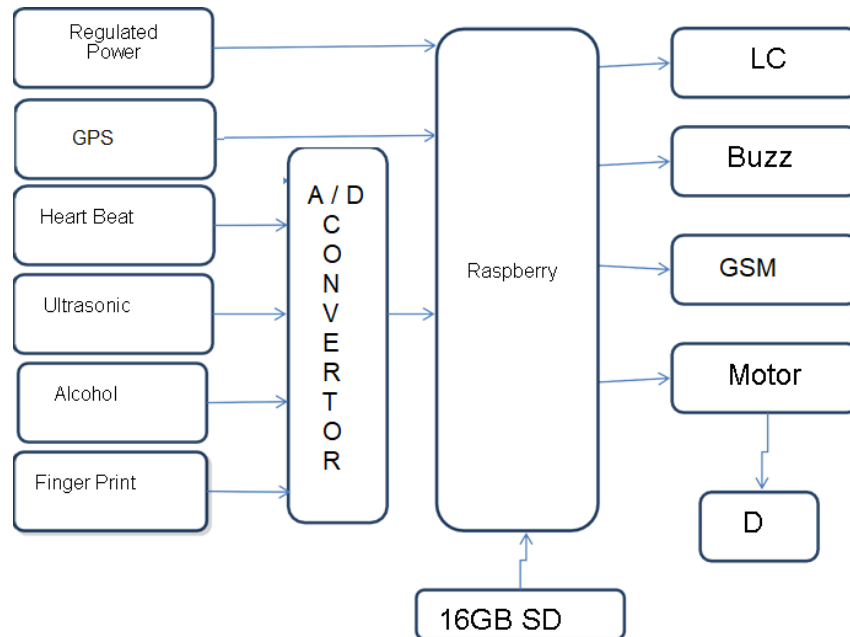 Regulated
Power
GPS
Heart Beat
Ultrasonic
Alcohol
Finger Print
A / D
C
O
N
V
E
R
T
O
R
Raspberry
16GB SD
LC
Buzz
GSM
Motor
D